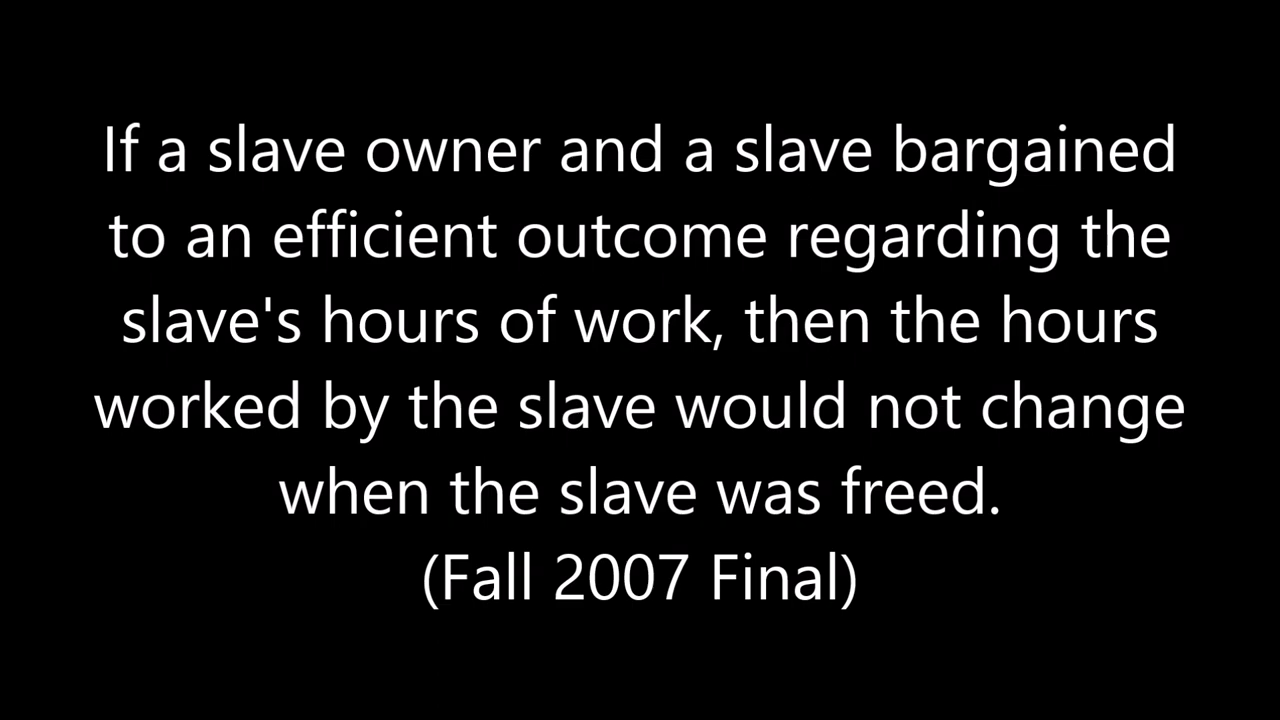 If a slave owner and a slave bargained
to an efficient outcome regarding the
slave's hours of work, then the hours
worked by the slave would not change
when the slave was freed.
(Fall 2007 Final)